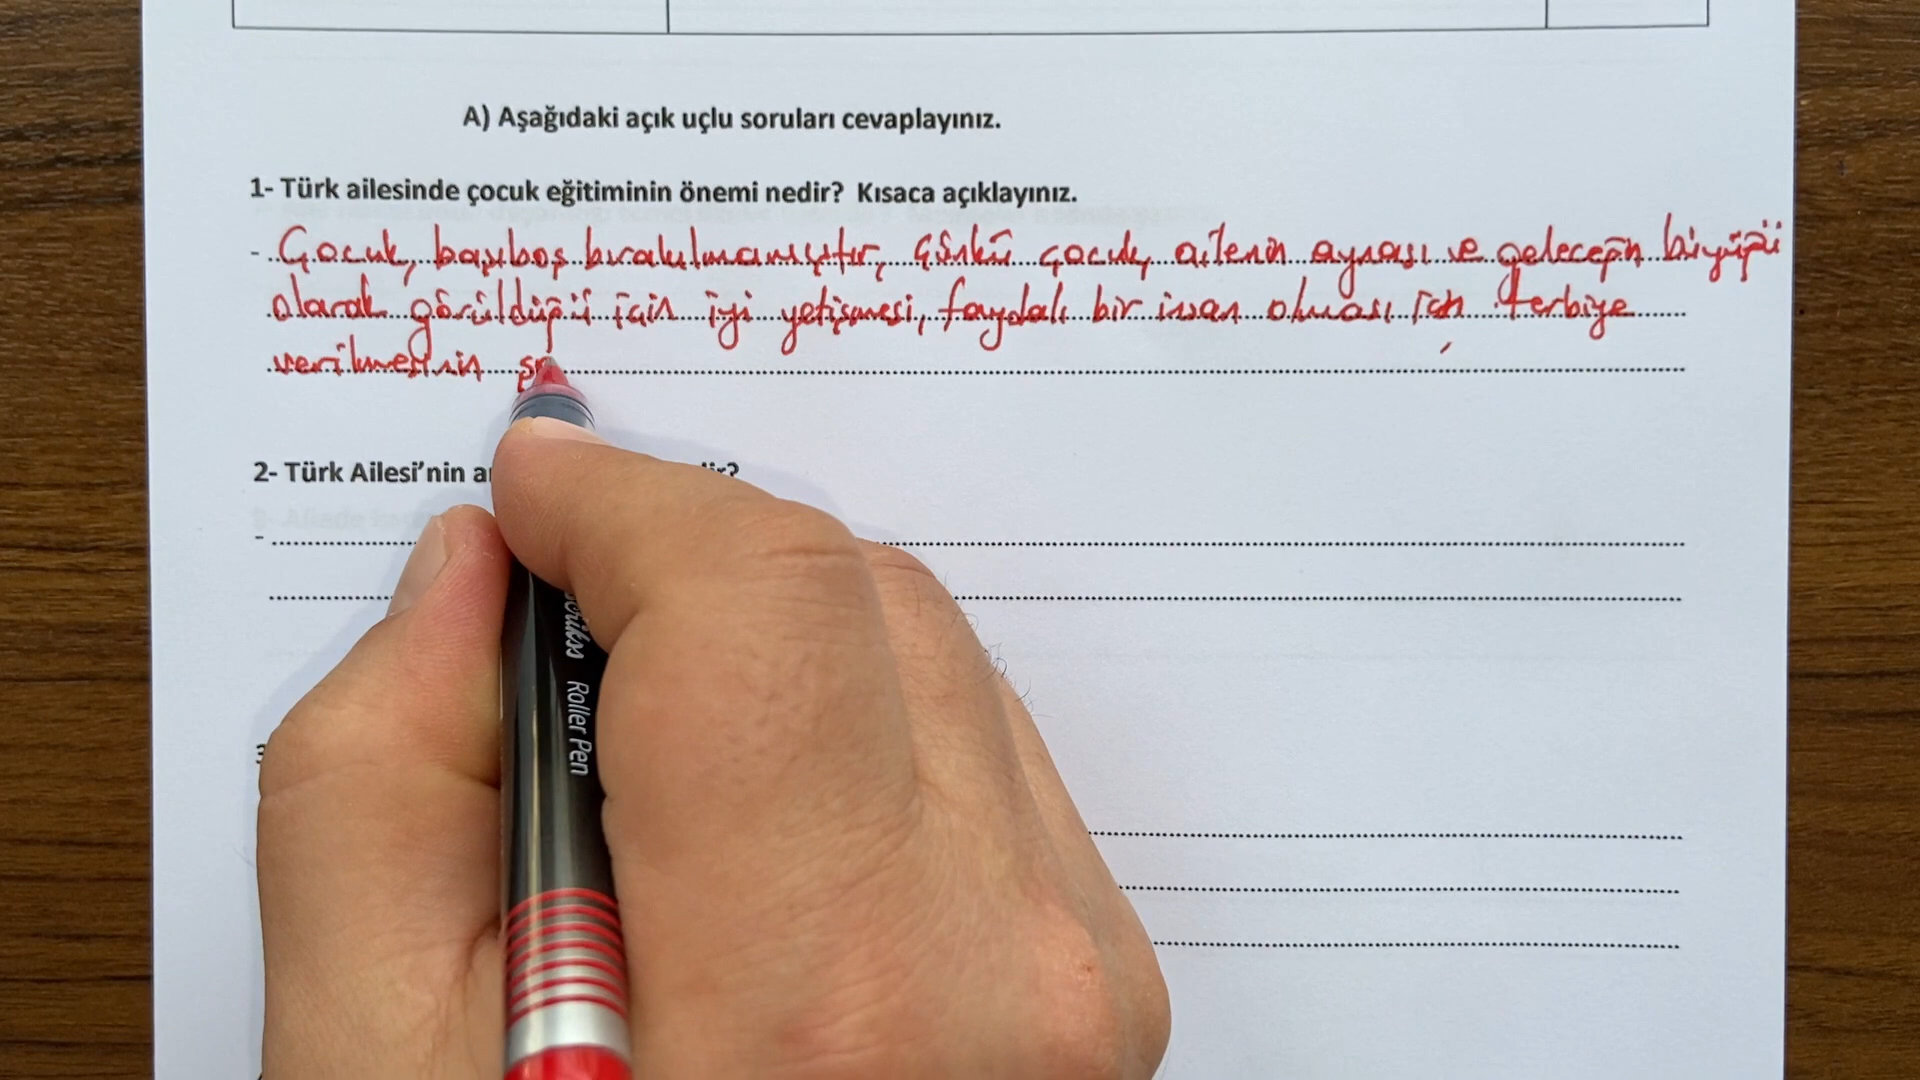 A) Aşağıdaki açık uçlu soruları cevaplayınız.
1- Türk ailesinde çocuk eğitiminin önemi nedir? Kısaca açıklayınız.
- Çocuk, başıboş bırakılmamıştır, Çünkü çocuk, ailenin aynası ve geleceğin büyüğü
olarak görüldüğü için iyi yetişmesi, faydalı bir insan olması için terbiye
verilmesinin
2- Türk Ailesi'nin
-
Roller Pen